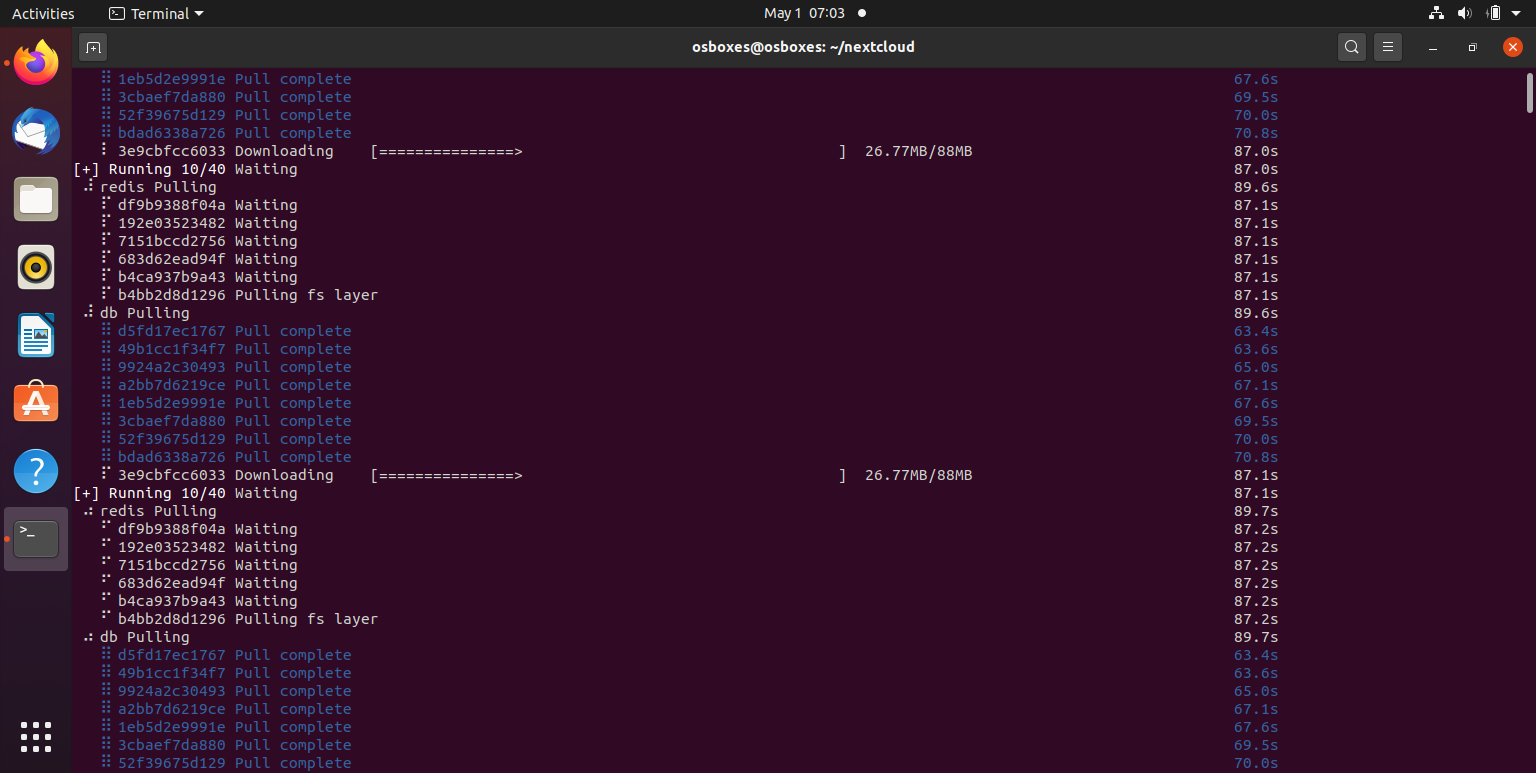 Activities Terminal May 1 07:03
osboxes@osboxes: ~/nextcloud
1eb5d2e9991e Pull complete 67.6s
3cbaef7da880 Pull complete 69.5s
52f39675d129 Pull complete 70.0s
bdad6338a726 Pull complete 70.8s
3e9cbfcc6033 Downloading [===============> ] 26.77MB/88MB 87.0s
[+] Running 10/40 Waiting 87.0s
redis Pulling 89.6s
df9b9388f04a Waiting 87.1s
192e03523482 Waiting 87.1s
7151bccd2756 Waiting 87.1s
683d62ead94f Waiting 87.1s
b4ca937b9a43 Waiting 87.1s
b4bb2d8d1296 Pulling fs layer 87.1s
db Pulling 89.6s
d5fd17ec1767 Pull complete 63.4s
49b1cc1f34f7 Pull complete 63.6s
9924a2c30493 Pull complete 65.0s
a2bb7d6219ce Pull complete 67.1s
1eb5d2e9991e Pull complete 67.6s
3cbaef7da880 Pull complete 69.5s
52f39675d129 Pull complete 70.0s
bdad6338a726 Pull complete 70.8s
3e9cbfcc6033 Downloading [===============> ] 26.77MB/88MB 87.1s
[+] Running 10/40 Waiting 87.1s
redis Pulling 89.7s
df9b9388f04a Waiting 87.2s
192e03523482 Waiting 87.2s
7151bccd2756 Waiting 87.2s
683d62ead94f Waiting 87.2s
b4ca937b9a43 Waiting 87.2s
b4bb2d8d1296 Pulling fs layer 87.2s
db Pulling 89.7s
d5fd17ec1767 Pull complete 63.4s
49b1cc1f34f7 Pull complete 63.6s
9924a2c30493 Pull complete 65.0s
a2bb7d6219ce Pull complete 67.1s
1eb5d2e9991e Pull complete 67.6s
3cbaef7da880 Pull complete 69.5s
52f39675d129 Pull complete 70.0s